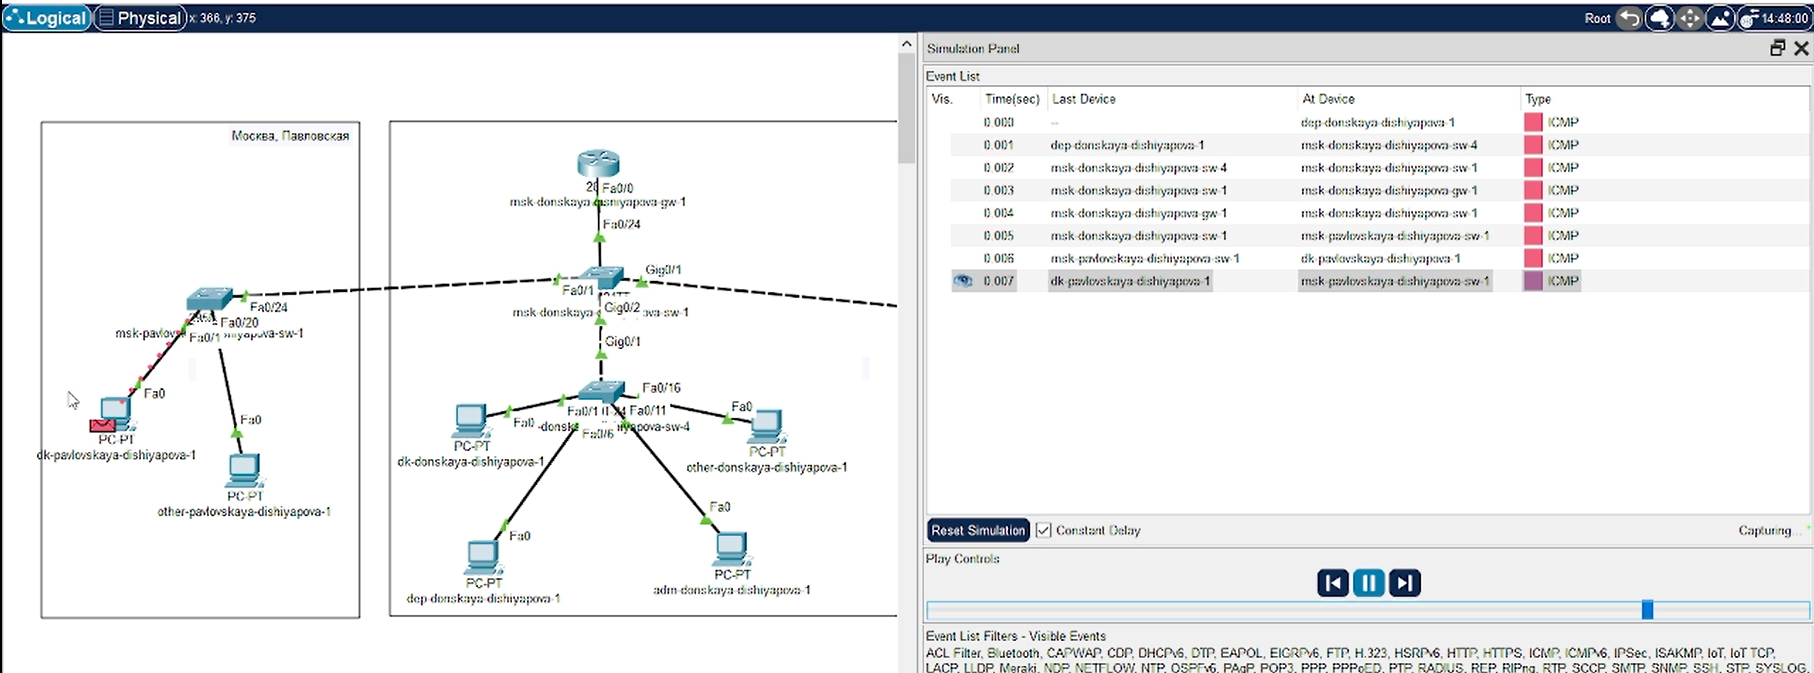 Logical Physical x: 366, y: 375 Root 14:48:00
Москва, Павловская
Fa0/0
msk-donskaya-dishiyapova-gw-1
Fa0/24
Gig0/1
Fa0/1
Gig0/2
Fa0/24
Fa0/20
Fa0/1
Gig0/1
Fa0
PC-PT
dk-pavlovskaya-dishiyapova-1
Fa0
PC-PT
other-pavlovskaya-dishiyapova-1
Fa0/16
Fa0/1
Fa0/11
Fa0/6
Fa0
Fa0
PC-PT
dk-donskaya-dishiyapova-1
PC-PT
other-donskaya-dishiyapova-1
Fa0
Fa0
PC-PT
dep-donskaya-dishiyapova-1
PC-PT
adm-donskaya-dishiyapova-1
Simulation Panel
Event List
Vis. Time(sec) Last Device At Device Type
0.000 -- dep-donskaya-dishiyapova-1 ICMP
0.001 dep-donskaya-dishiyapova-1 msk-donskaya-dishiyapova-sw-4 ICMP
0.002 msk-donskaya-dishiyapova-sw-4 msk-donskaya-dishiyapova-sw-1 ICMP
0.003 msk-donskaya-dishiyapova-sw-1 msk-donskaya-dishiyapova-gw-1 ICMP
0.004 msk-donskaya-dishiyapova-gw-1 msk-donskaya-dishiyapova-sw-1 ICMP
0.005 msk-donskaya-dishiyapova-sw-1 msk-pavlovskaya-dishiyapova-sw-1 ICMP
0.006 msk-pavlovskaya-dishiyapova-sw-1 dk-pavlovskaya-dishiyapova-1 ICMP
0.007 dk-pavlovskaya-dishiyapova-1 msk-pavlovskaya-dishiyapova-sw-1 ICMP
Reset Simulation Constant Delay Capturing...
Play Controls
Event List Filters - Visible Events
ACL Filter, Bluetooth, CAPWAP, CDP, DHCPv6, DTP, EAPOL, EIGRPv6, FTP, H.323, HSRPv6, HTTP, HTTPS, ICMP, ICMPv6, IPSec, ISAKMP, IoT, IoT TCP,
LACP, LLDP, Meraki, NDP, NETFLOW, NTP, OSPFv6, PAgP, POP3, PPP, PPPoED, PTP, RADIUS, REP, RIPng, RTP, SCCP, SMTP, SNMP, SSH, STP, SYSLOG,